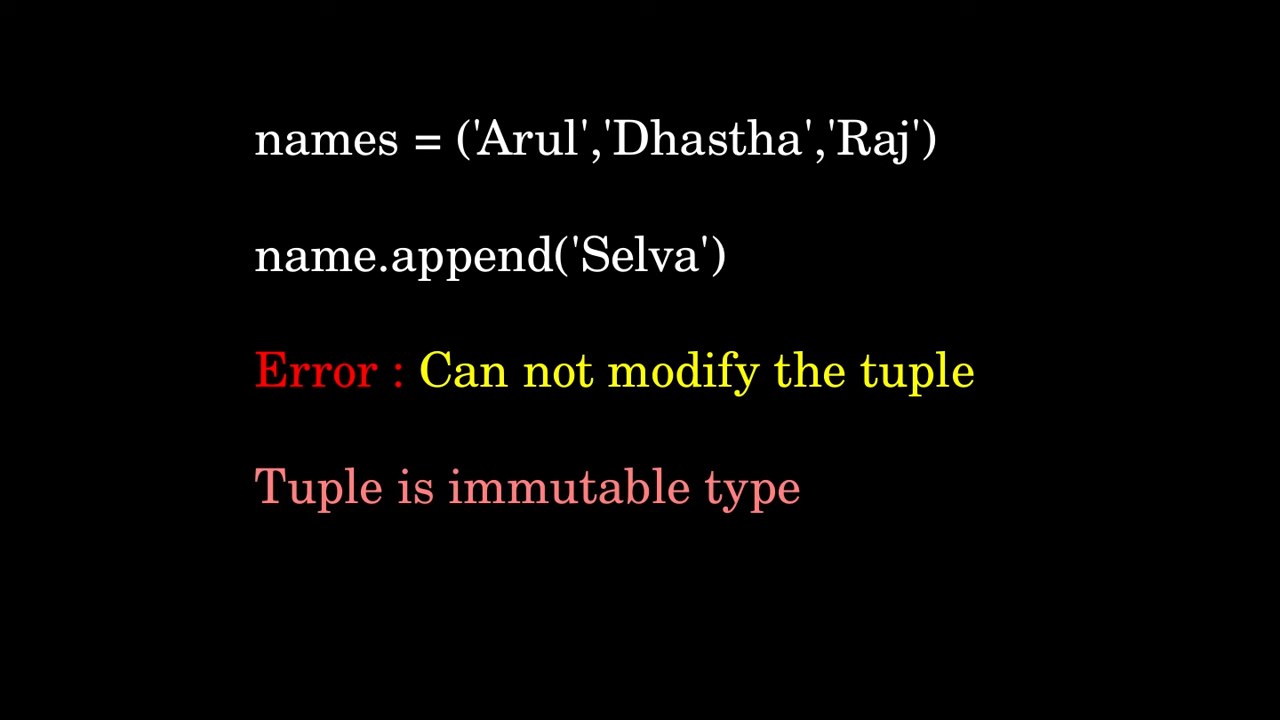 names = ('Arul','Dhastha','Raj')
name.append('Selva')
Error : Can not modify the tuple
Tuple is immutable type